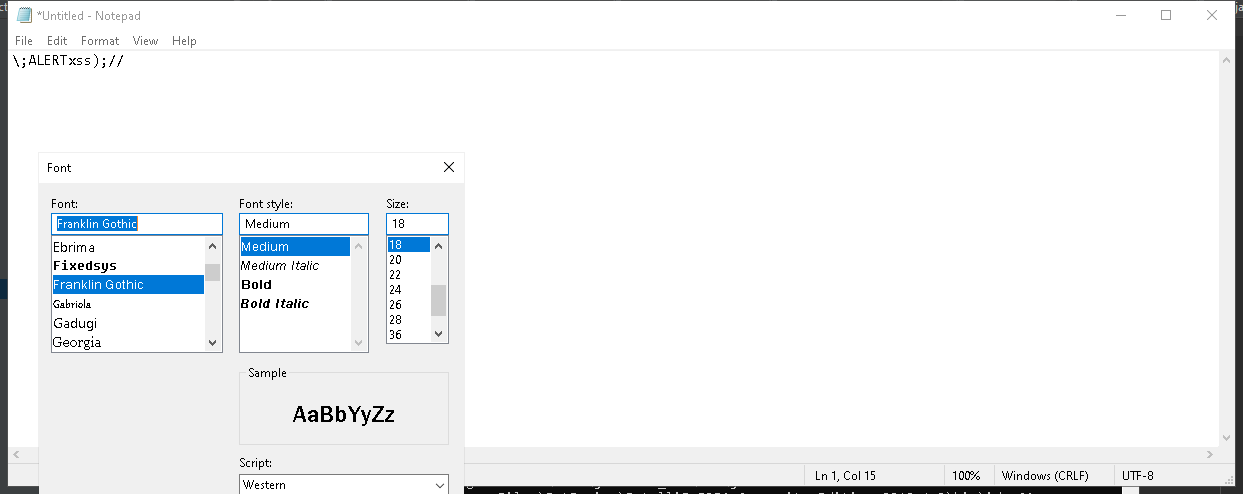 *Untitled - Notepad
File Edit Format View Help
\;ALERTxss);//
Font
Font: Font style: Size:
Franklin Gothic Medium 18
Ebrima Medium 18
Fixedsys Medium Italic 20
Franklin Gothic Bold 22
Gabriola Bold Italic 24
Gadugi 26
Georgia 28
36
Sample
AaBbYyZz
Script:
Western
Ln 1, Col 15 100% Windows (CRLF) UTF-8